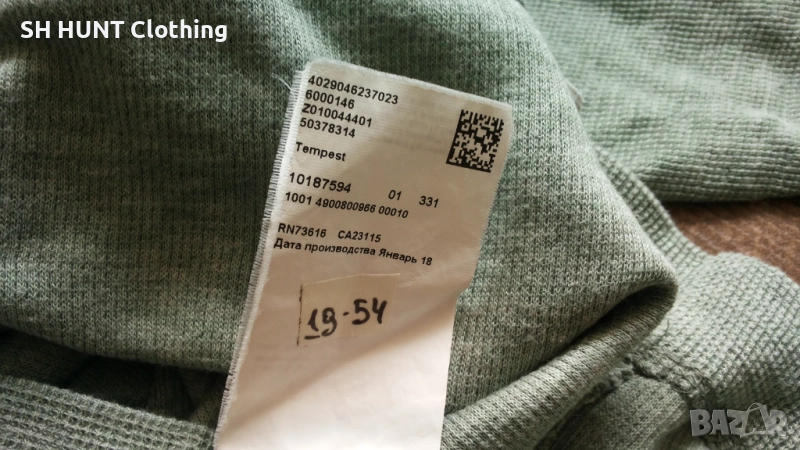 SH HUNT Clothing
4029046237023
6000146
Z010044401
50378314
Tempest
10187594 01 331
1001 4900800966 00010
RN73616 CA23115
Дата производства Январь 18
19-54
BAZAR